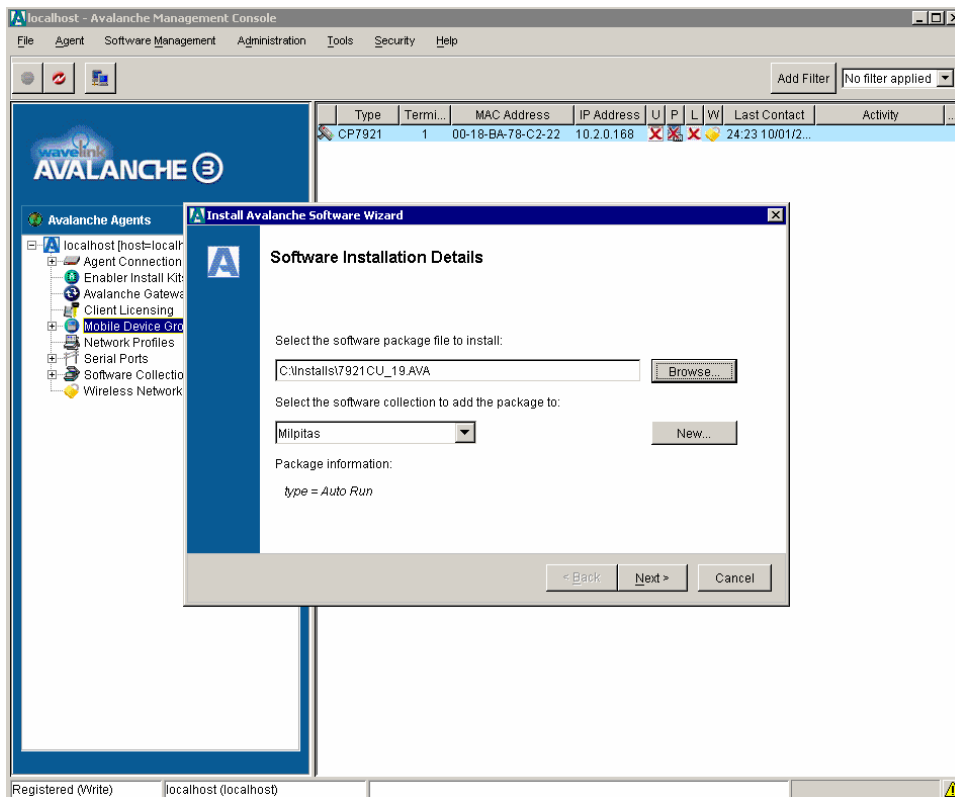 localhost - Avalanche Management Console
File Agent Software Management Administration Tools Security Help
Add Filter No filter applied
wavelink
AVALANCHE 3
Type Termi... MAC Address IP Address U P L W Last Contact Activity ...
CP7921 1 00-18-BA-78-C2-22 10.2.0.168 24:23 10/01/2...
Avalanche Agents
localhost [host=localh
Agent Connection
Enabler Install Kit
Avalanche Gatewa
Client Licensing
Mobile Device Gro
Network Profiles
Serial Ports
Software Collectio
Wireless Network
Install Avalanche Software Wizard
Software Installation Details
Select the software package file to install:
C:\Installs\7921CU_19.AVA
Browse...
Select the software collection to add the package to:
Milpitas
New...
Package information:
type = Auto Run
< Back Next > Cancel
Registered (Write) localhost (localhost)